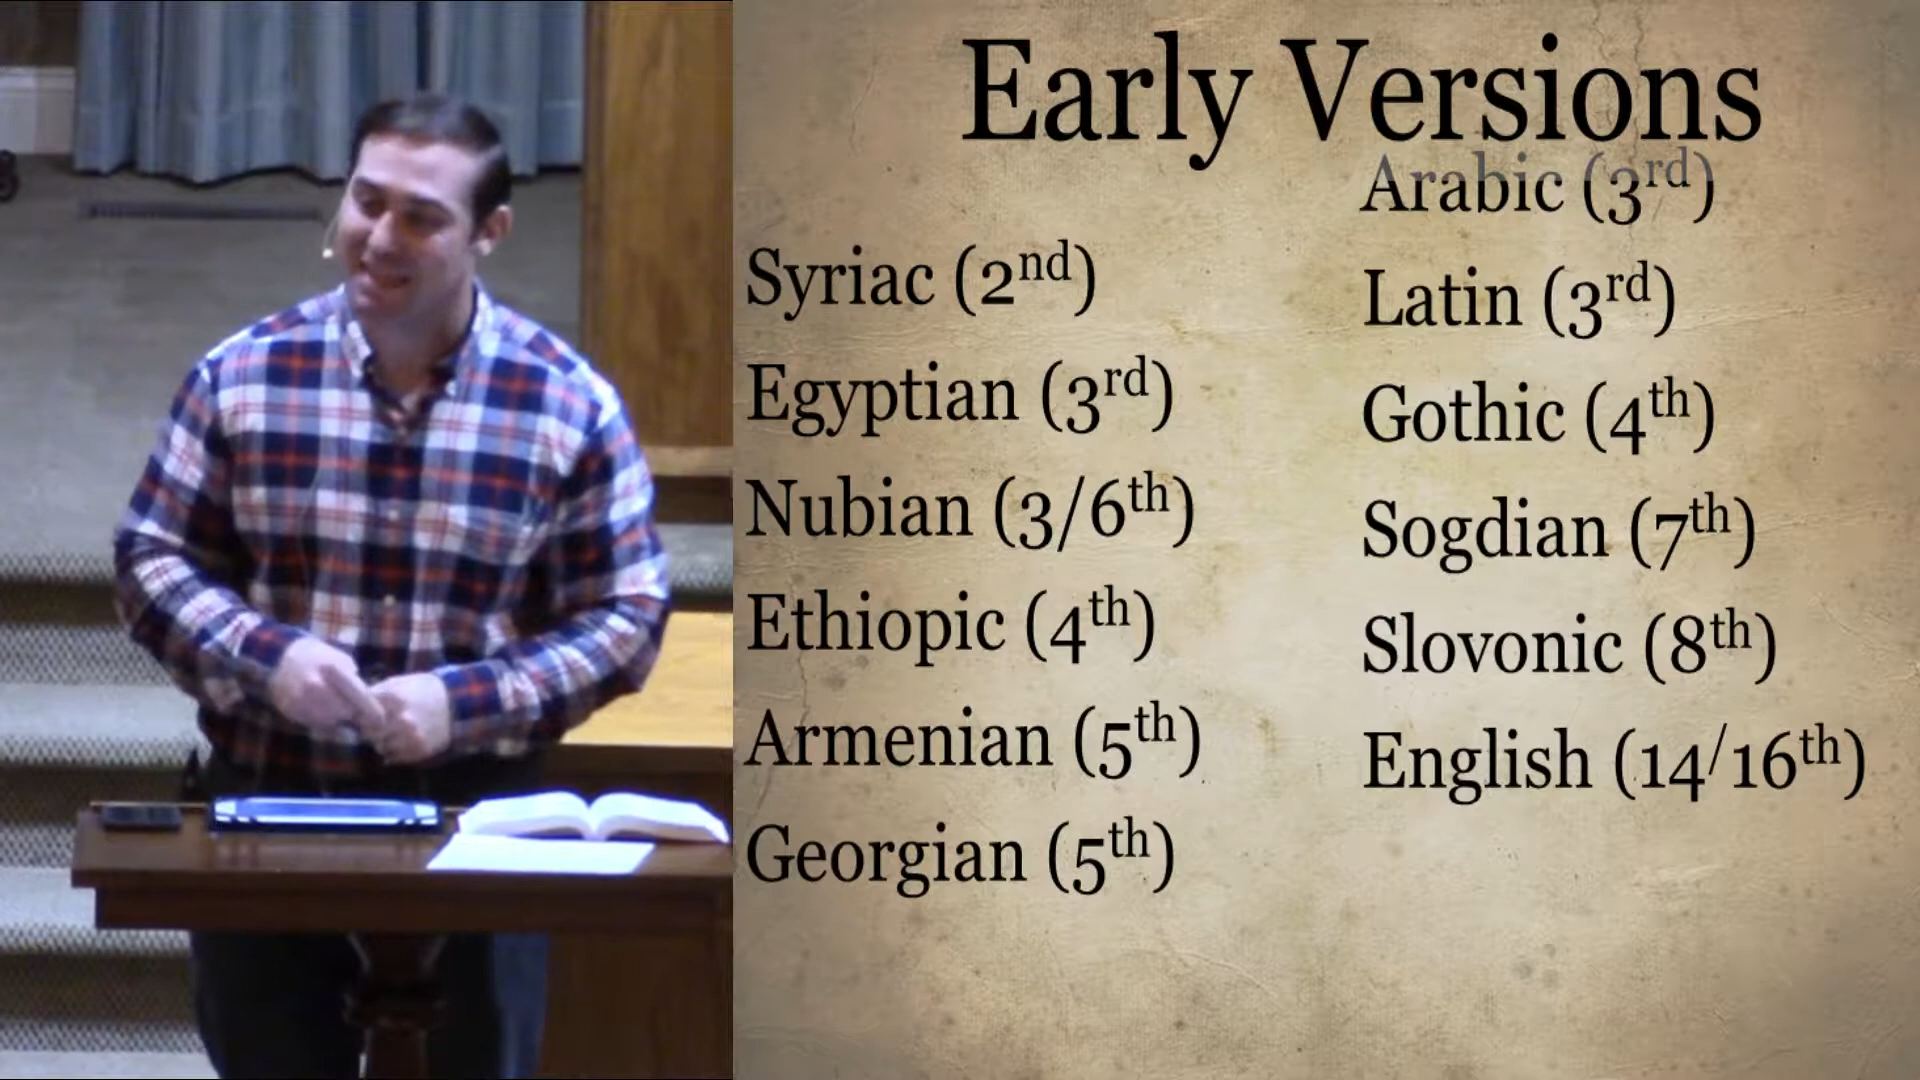 Early Versions
Syriac (2nd)
Egyptian (3rd)
Nubian (3/6th)
Ethiopic (4th)
Armenian (5th)
Georgian (5th)
Arabic (3rd)
Latin (3rd)
Gothic (4th)
Sogdian (7th)
Slovonic (8th)
English (14/16th)